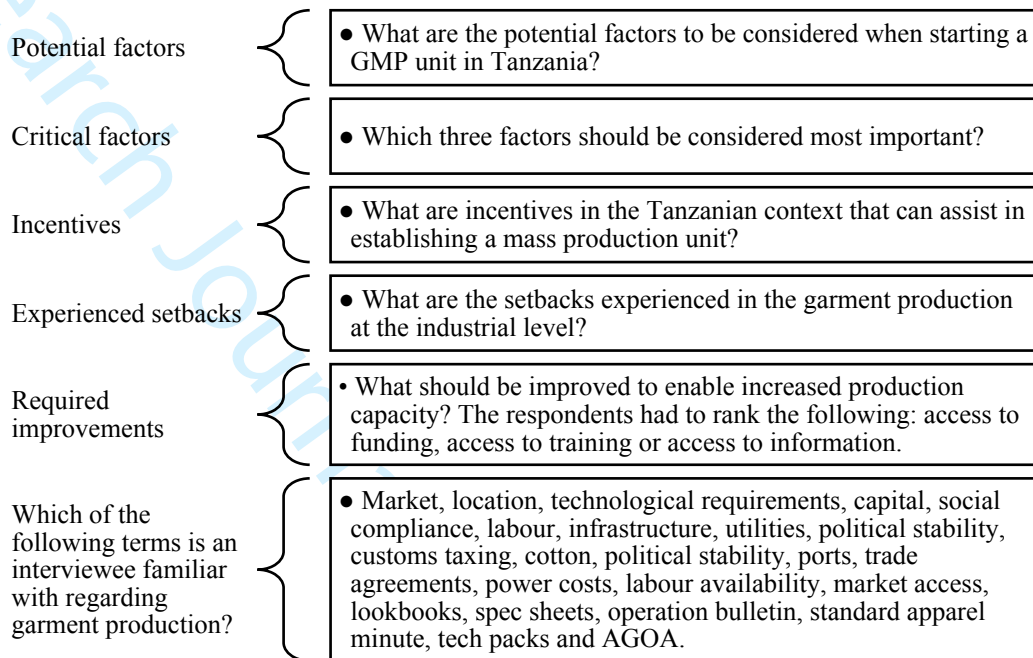 Potential factors
● What are the potential factors to be considered when starting a
GMP unit in Tanzania?
Critical factors
● Which three factors should be considered most important?
Incentives
● What are incentives in the Tanzanian context that can assist in
establishing a mass production unit?
Experienced setbacks
● What are the setbacks experienced in the garment production
at the industrial level?
Required
improvements
• What should be improved to enable increased production
capacity? The respondents had to rank the following: access to
funding, access to training or access to information.
Which of the
following terms is an
interviewee familiar
with regarding
garment production?
● Market, location, technological requirements, capital, social
compliance, labour, infrastructure, utilities, political stability,
customs taxing, cotton, political stability, ports, trade
agreements, power costs, labour availability, market access,
lookbooks, spec sheets, operation bulletin, standard apparel
minute, tech packs and AGOA.
arch Journ